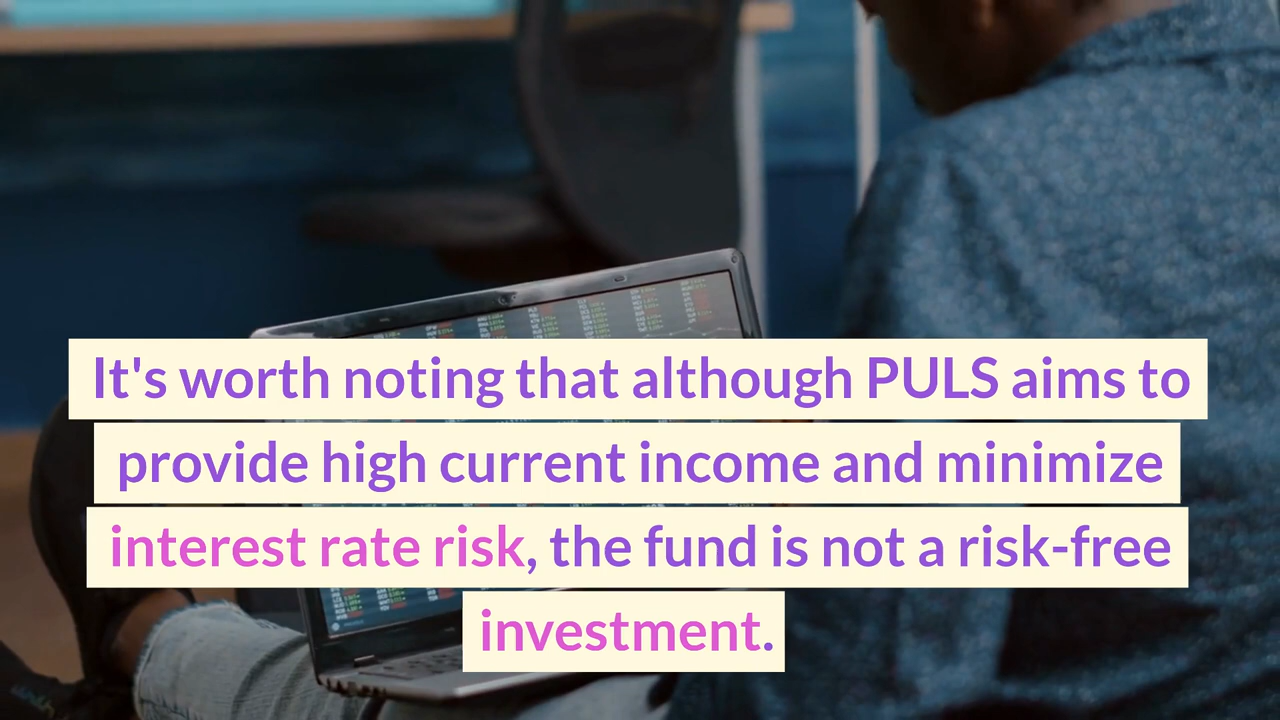 It's worth noting that although PULS aims to
provide high current income and minimize
interest rate risk, the fund is not a risk-free
investment.